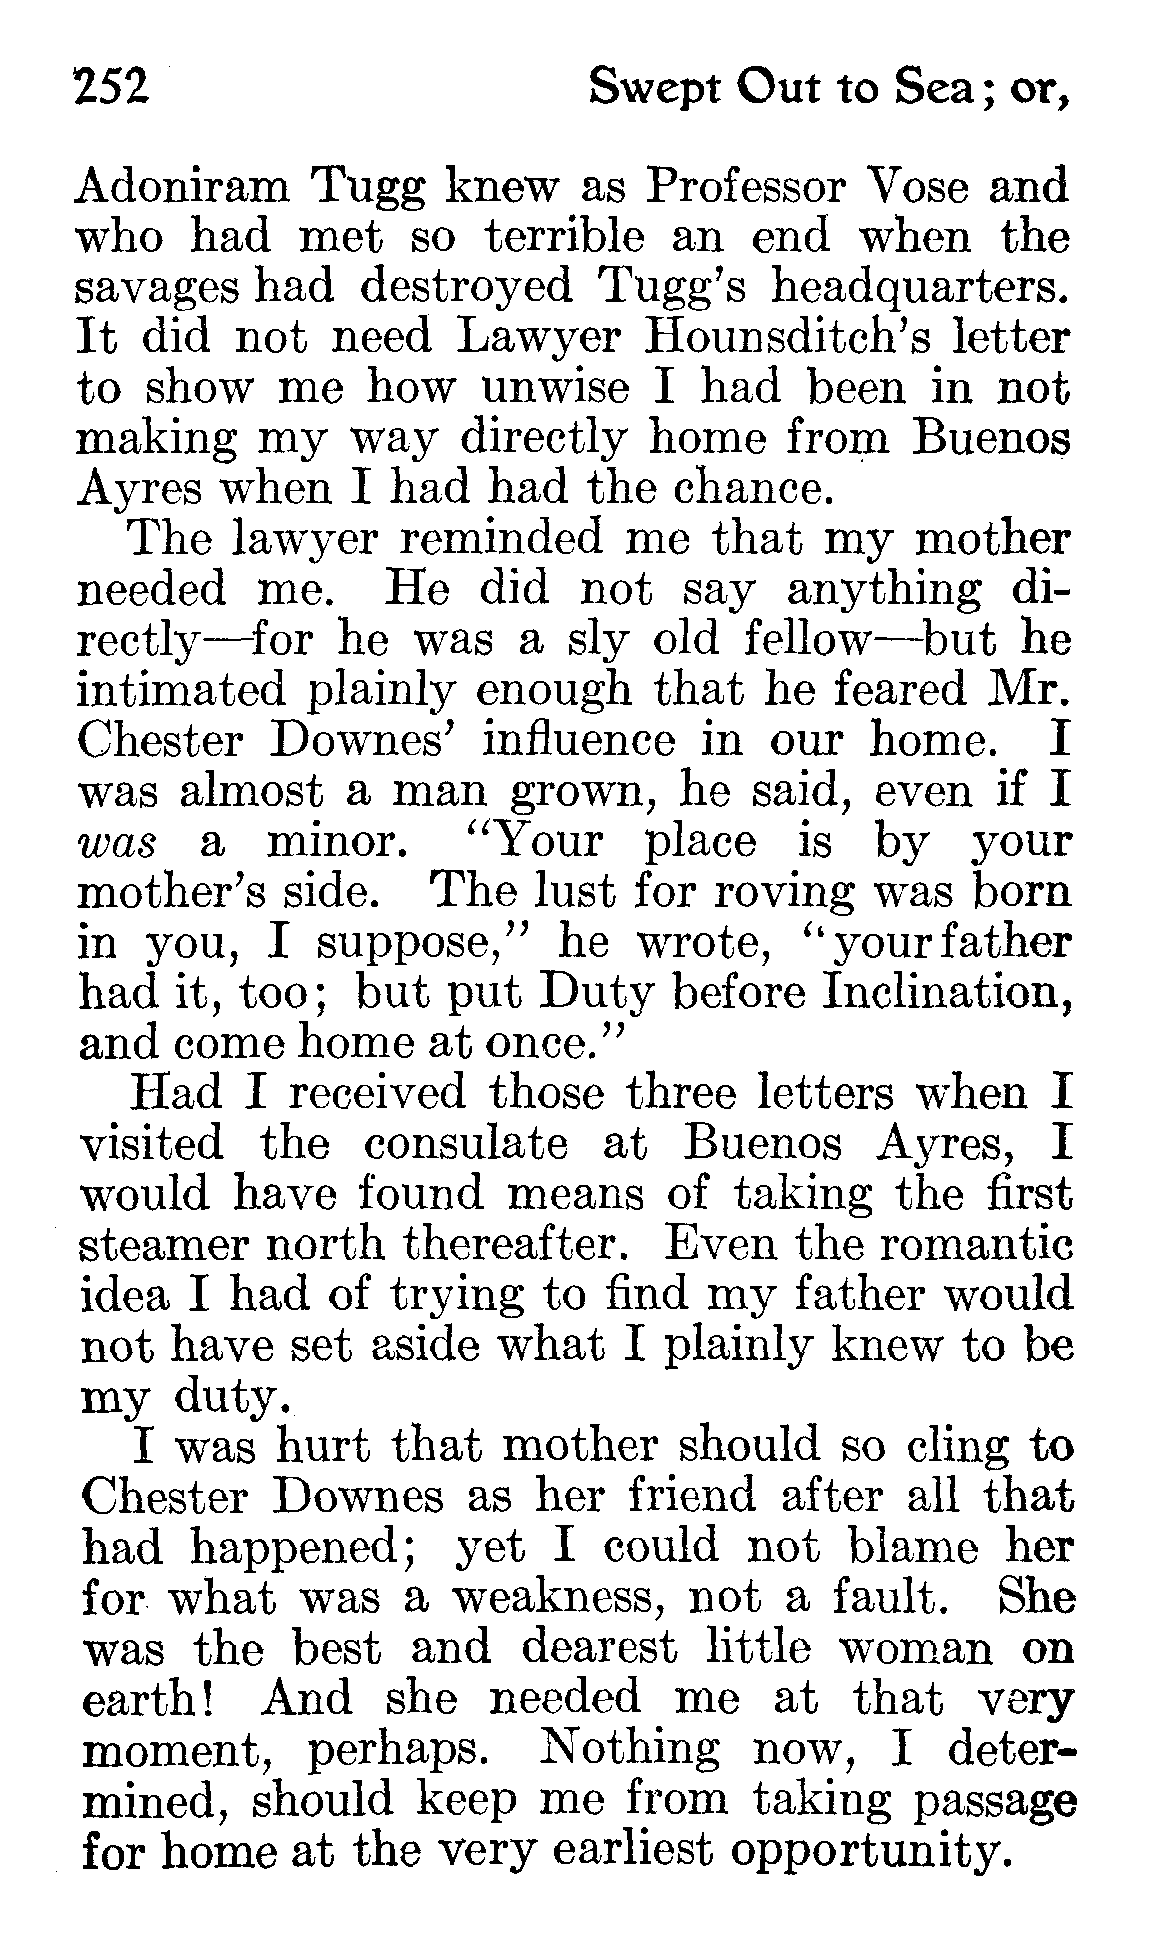 252 Swept Out to Sea; or,
Adoniram Tugg knew as Professor Vose and
who had met so terrible an end when the
savages had destroyed Tugg's headquarters.
It did not need Lawyer Hounsditch's letter
to show me how unwise I had been in not
making my way directly home from Buenos
Ayres when I had had the chance.
The lawyer reminded me that my mother
needed me. He did not say anything di-
rectly—for he was a sly old fellow—but he
intimated plainly enough that he feared Mr.
Chester Downes' influence in our home. I
was almost a man grown, he said, even if I
was a minor. "Your place is by your
mother's side. The lust for roving was born
in you, I suppose," he wrote, "your father
had it, too; but put Duty before Inclination,
and come home at once."
Had I received those three letters when I
visited the consulate at Buenos Ayres, I
would have found means of taking the first
steamer north thereafter. Even the romantic
idea I had of trying to find my father would
not have set aside what I plainly knew to be
my duty.
I was hurt that mother should so cling to
Chester Downes as her friend after all that
had happened; yet I could not blame her
for what was a weakness, not a fault. She
was the best and dearest little woman on
earth! And she needed me at that very
moment, perhaps. Nothing now, I deter-
mined, should keep me from taking passage
for home at the very earliest opportunity.